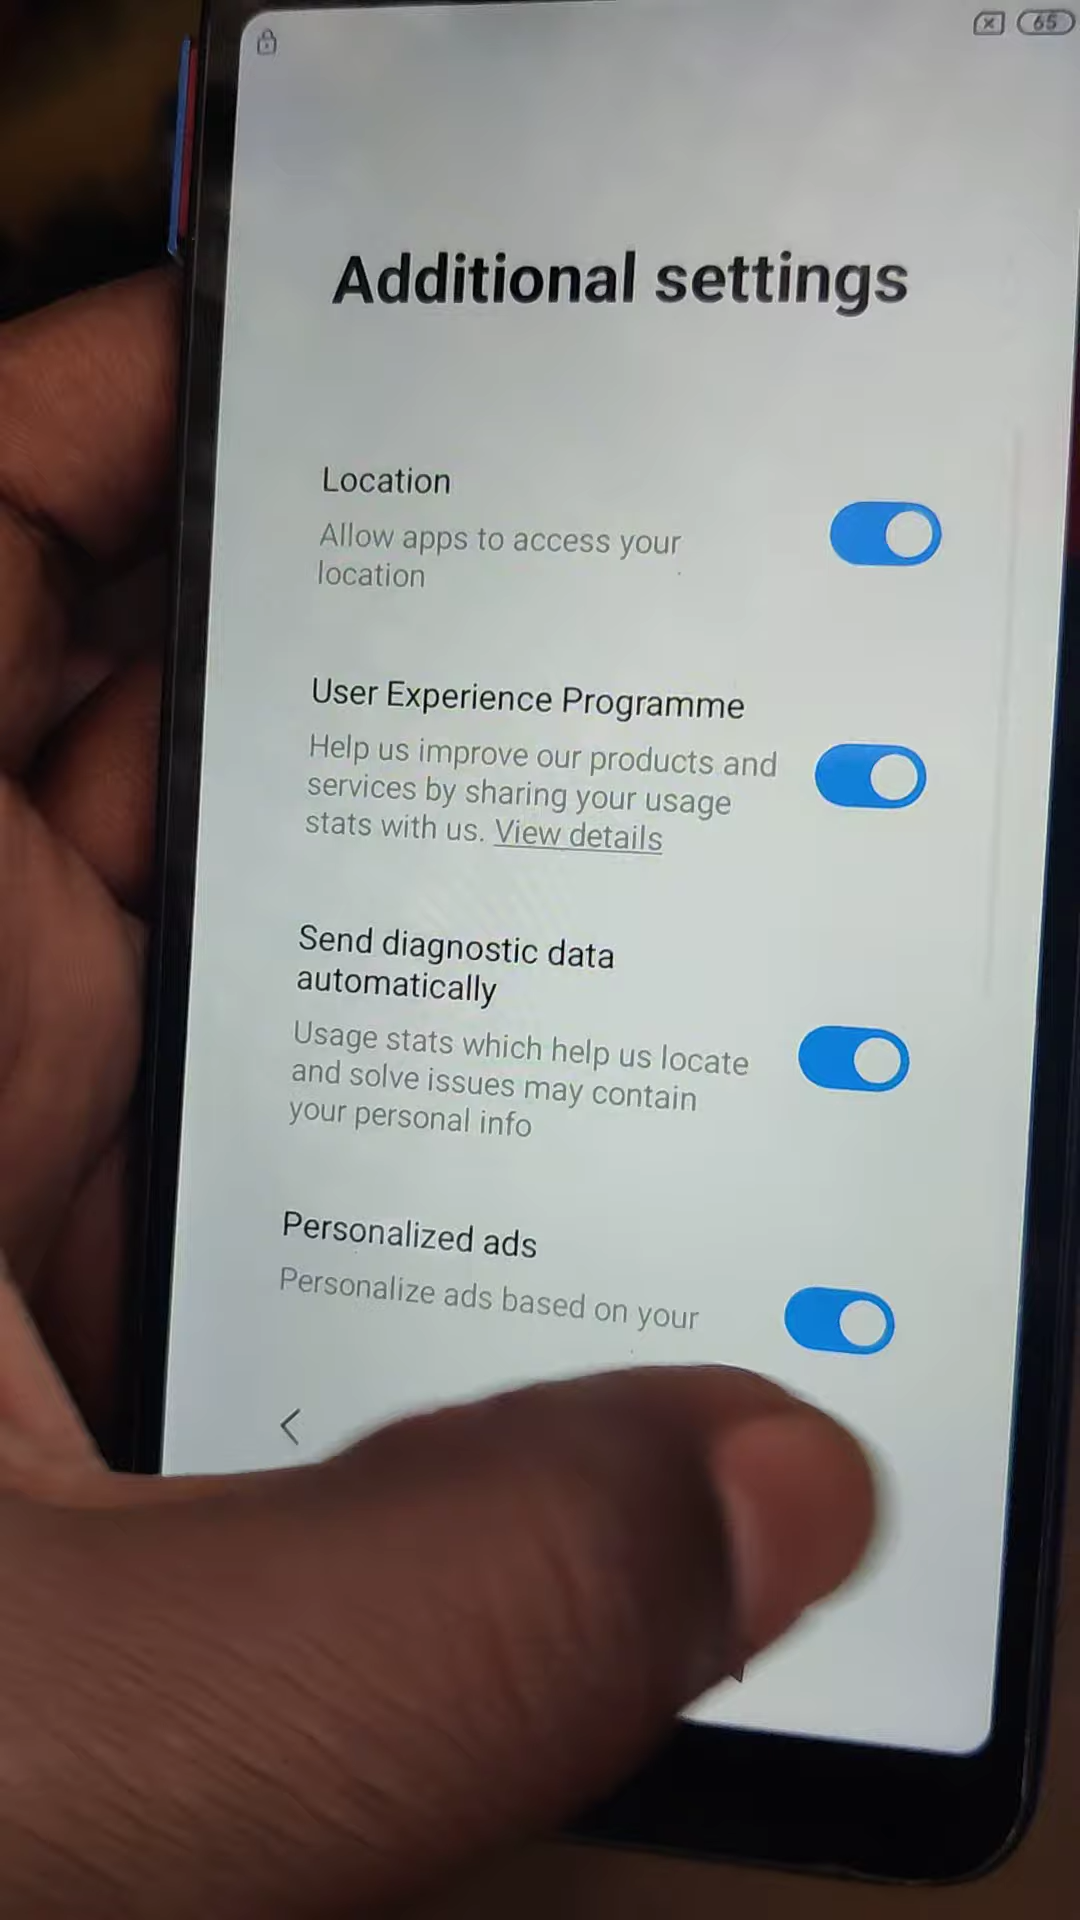 65
Additional settings
Location
Allow apps to access your
location
User Experience Programme
Help us improve our products and
services by sharing your usage
stats with us. View details
Send diagnostic data
automatically
Usage stats which help us locate
and solve issues may contain
your personal info
Personalized ads
Personalize ads based on your